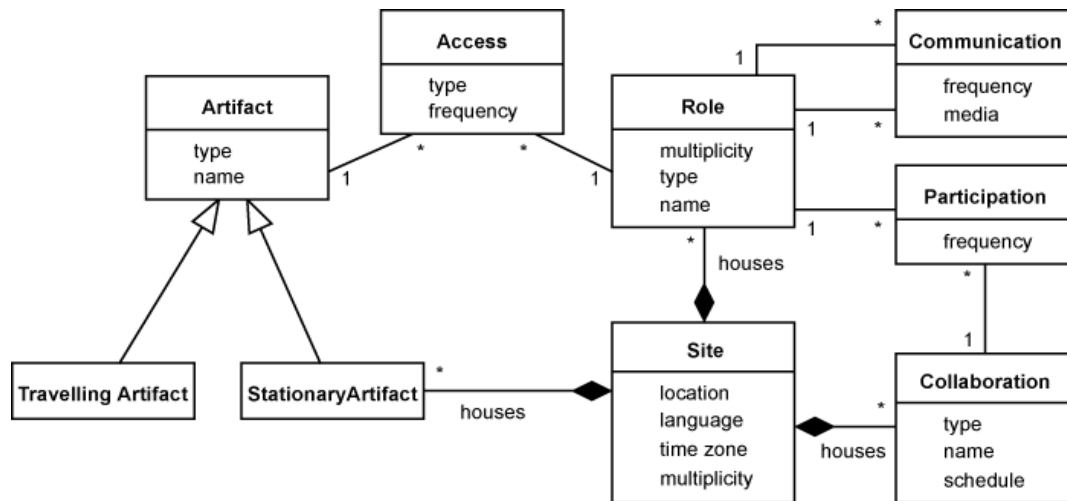 Access
type
frequency
*
*
Artifact
type
name
1
Role
multiplicity
type
name
1
1
*
Communication
frequency
media
1
*
Participation
frequency
1
*
*
houses
*
1
Travelling Artifact
StationaryArtifact
*
houses
Site
location
language
time zone
multiplicity
*
houses
Collaboration
type
name
schedule